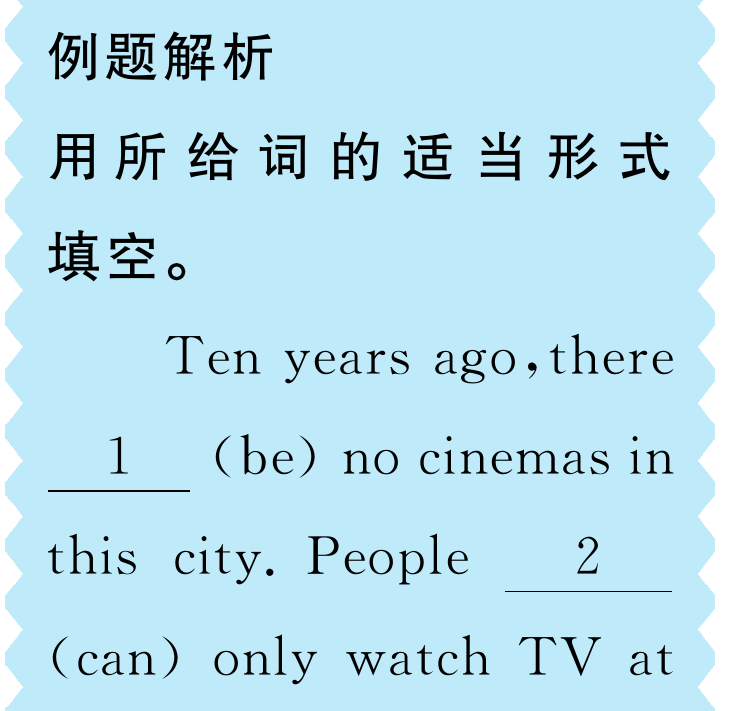 例题解析
用所给词的适当形式
填空。
Ten years ago,there
1 (be) no cinemas in
this city. People 2
(can) only watch TV at